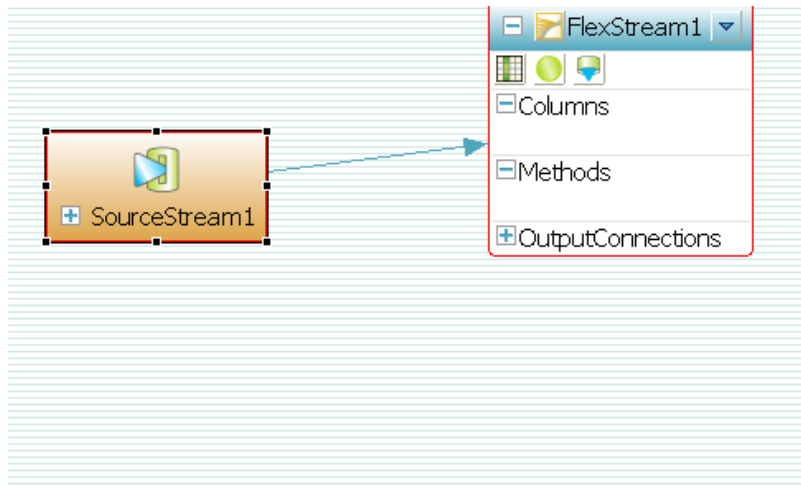 FlexStream1
Columns
SourceStream1
Methods
OutputConnections